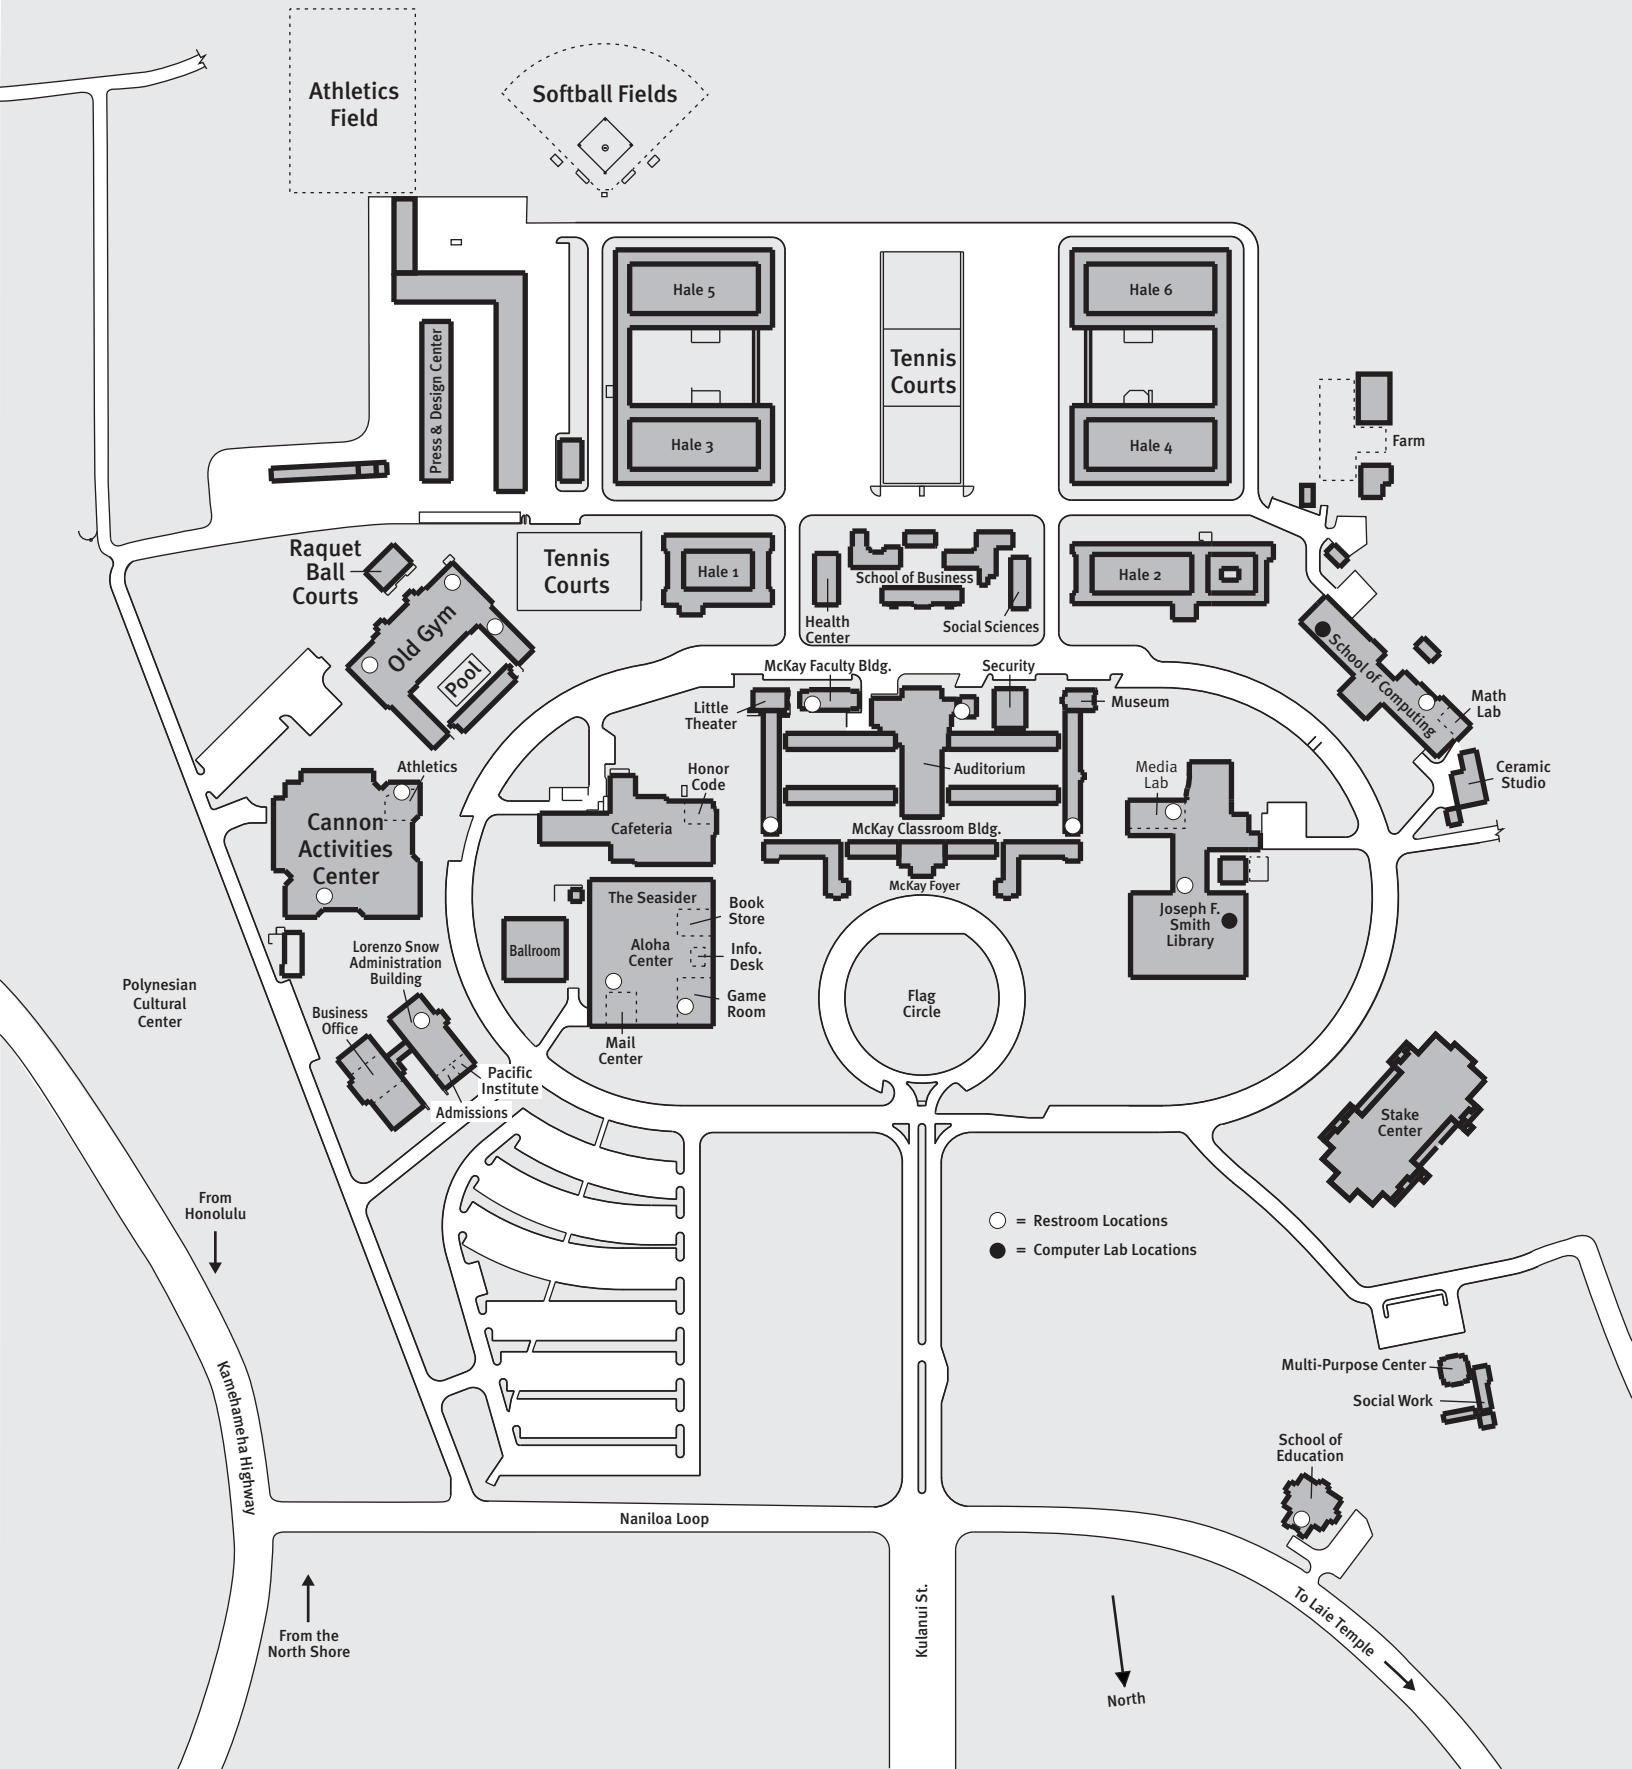 Athletics
Field
Softball Fields
Hale 5
Hale 6
Tennis
Courts
Press & Design Center
Hale 3
Hale 4
Farm
Raquet
Ball
Courts
Tennis
Courts
Hale 1
School of Business
Hale 2
Health
Center
Social Sciences
Old Gym
Pool
School of Computing
Math
Lab
McKay Faculty Bldg.
Security
Little
Theater
Museum
Athletics
Honor
Code
Auditorium
Media
Lab
Ceramic
Studio
Cannon
Activities
Center
Cafeteria
McKay Classroom Bldg.
McKay Foyer
The Seasider
Book
Store
Joseph F.
Smith
Library
Lorenzo Snow
Administration
Building
Ballroom
Aloha
Center
Info.
Desk
Polynesian
Cultural
Center
Business
Office
Game
Room
Flag
Circle
Mail
Center
Pacific
Institute
Admissions
Stake
Center
From
Honolulu
= Restroom Locations
= Computer Lab Locations
Kamehameha Highway
Multi-Purpose Center
Social Work
School of
Education
Naniloa Loop
Kulanui St.
To Laie Temple
From the
North Shore
North